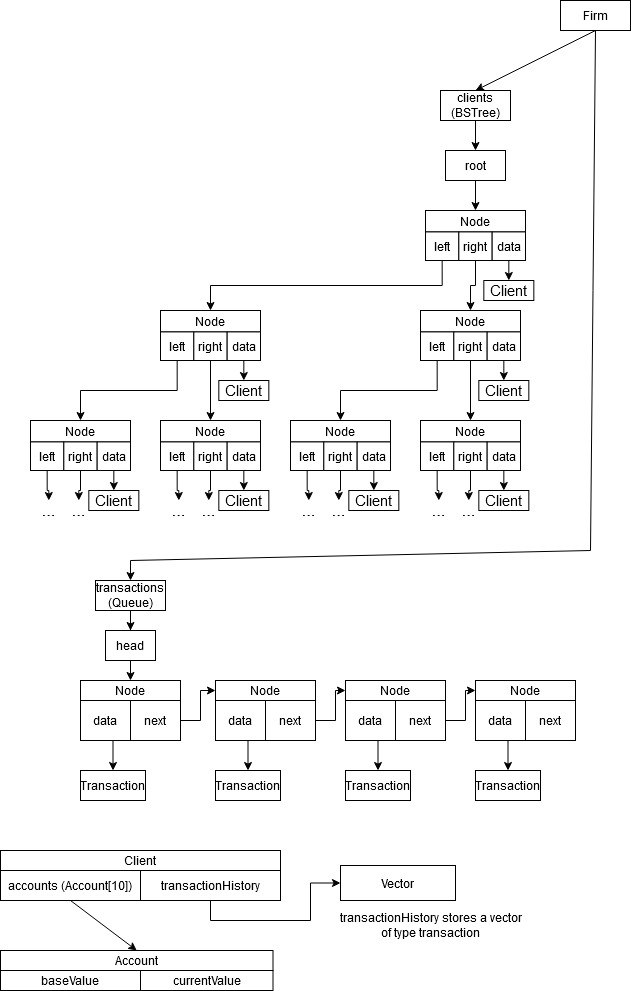 Firm
clients
(BSTree)
root
Node
left right data
Client
Node
left right data
Client
Node
left right data
Client
Node
left right data
Client
Node
left right data
Client
Node
left right data
Client
Node
left right data
Client
... ... ... ... ... ... ... ...
transactions
(Queue)
head
Node
data next
Transaction
Node
data next
Transaction
Node
data next
Transaction
Node
data next
Transaction
Client
accounts (Account[10]) transactionHistory
Vector
transactionHistory stores a vector
of type transaction
Account
baseValue currentValue